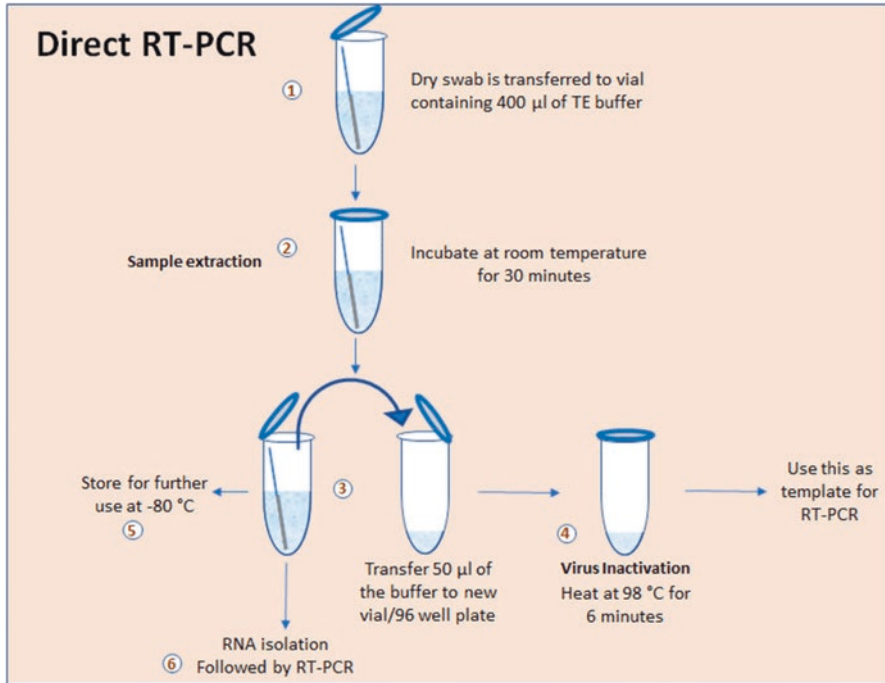 Direct RT-PCR
①
Dry swab is transferred to vial
containing 400 µl of TE buffer
Sample extraction
②
Incubate at room temperature
for 30 minutes
③
Transfer 50 µl of
the buffer to new
vial/96 well plate
④
Virus Inactivation
Heat at 98 °C for
6 minutes
Use this as
template for
RT-PCR
Store for further
use at -80 °C
⑤
⑥
RNA isolation
Followed by RT-PCR